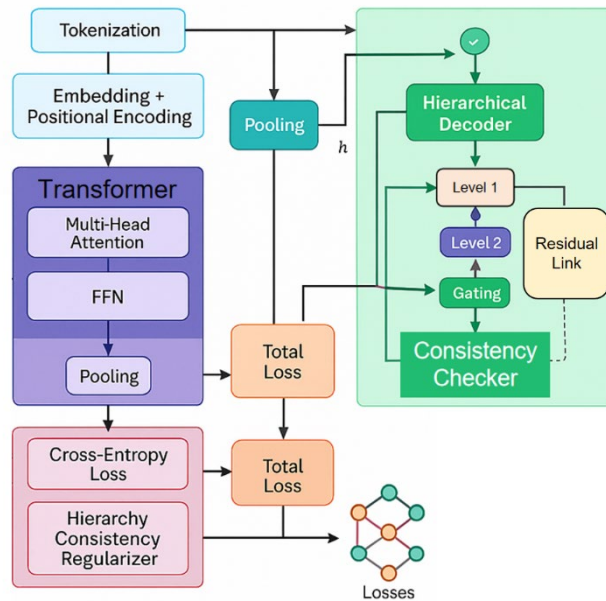 Tokenization
Embedding +
Positional Encoding
Transformer
Multi-Head
Attention
FFN
Pooling
Cross-Entropy
Loss
Hierarchy
Consistency
Regularizer
Pooling
h
Total
Loss
Total
Loss
Losses
Hierarchical
Decoder
Level 1
Level 2
Residual
Link
Gating
Consistency
Checker